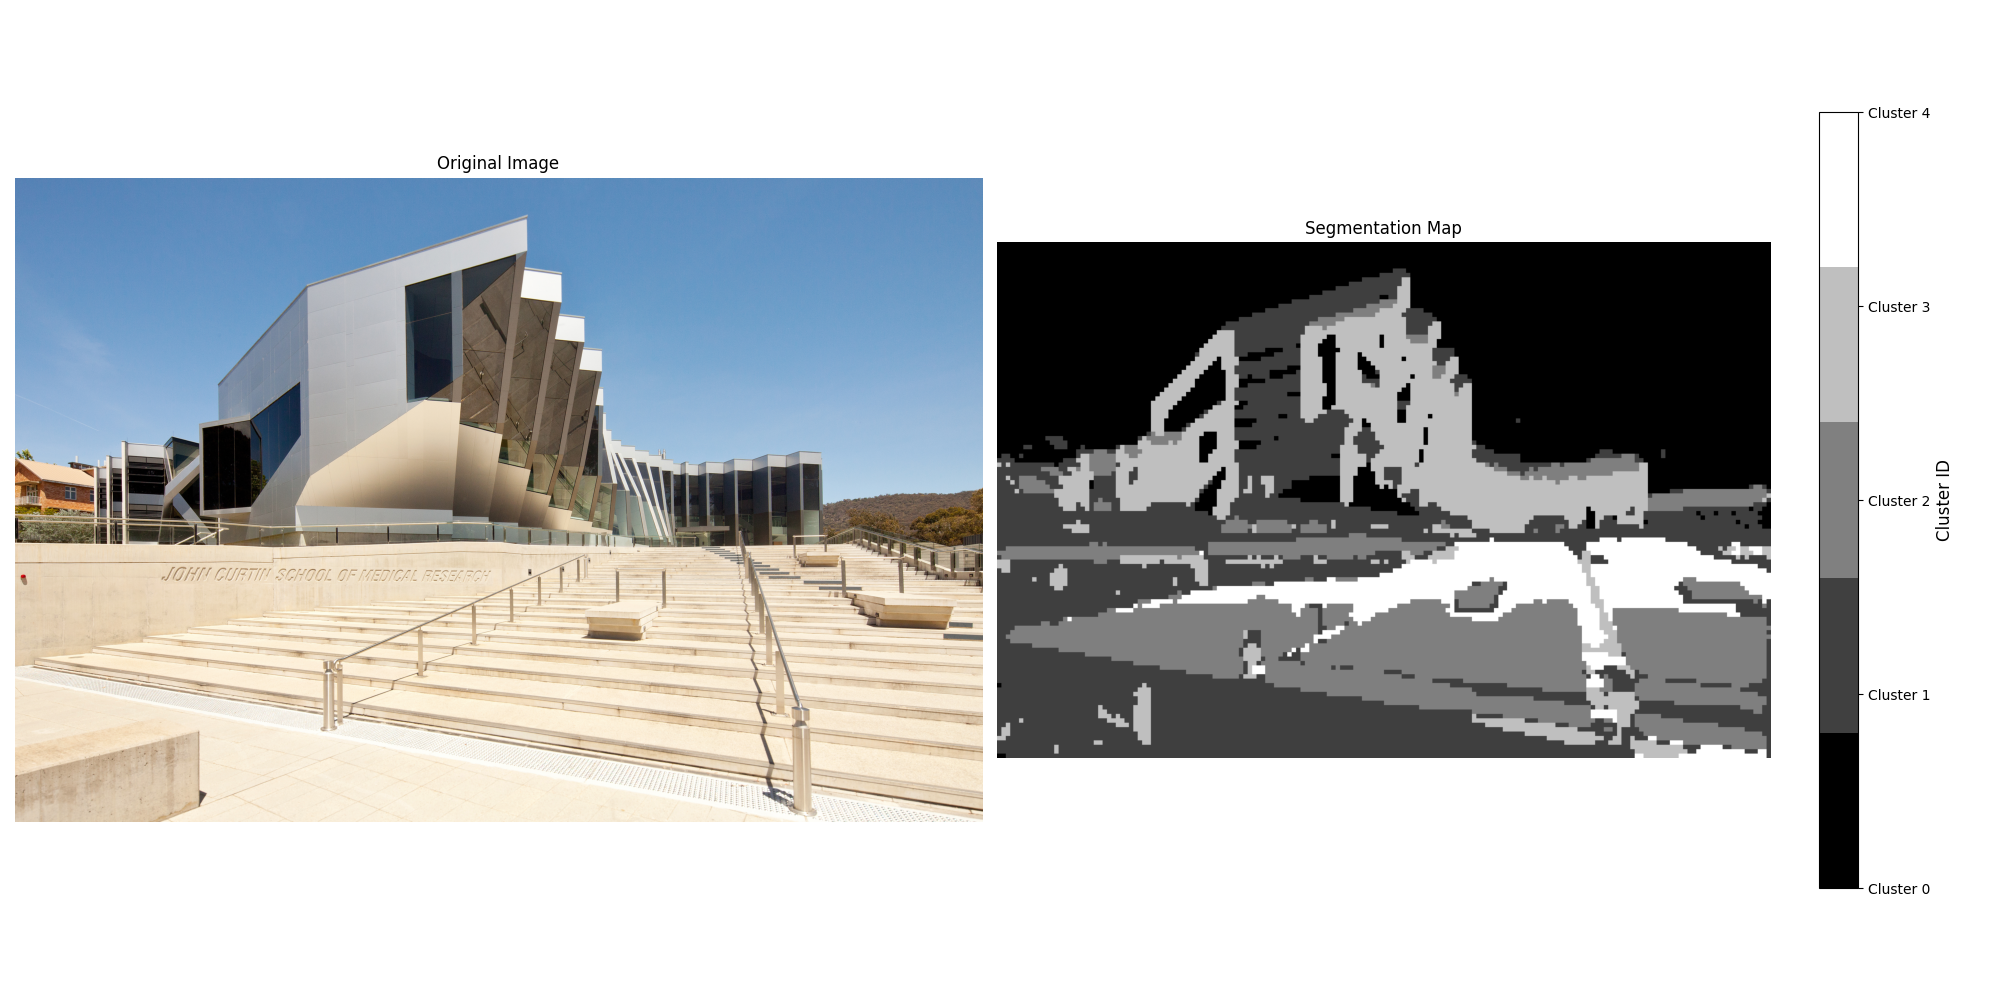 Original Image
JOHN CURTIN SCHOOL OF MEDICAL RESEARCH
Segmentation Map
Cluster 4
Cluster 3
Cluster 2
Cluster 1
Cluster 0
Cluster ID